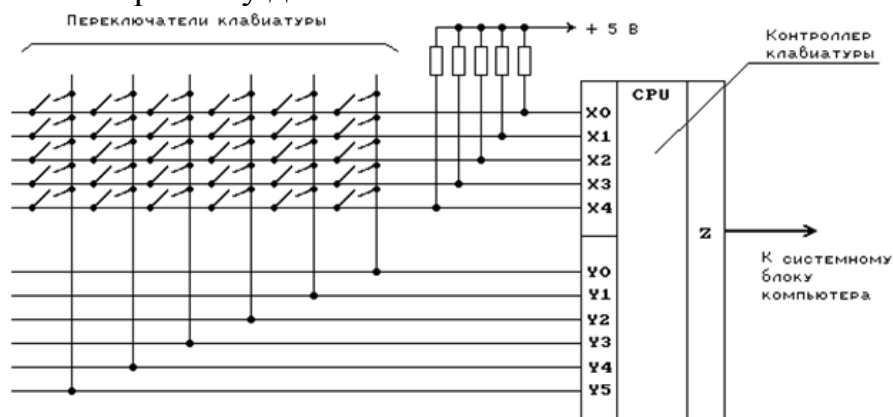 Переключатели клавиатуры
+ 5 В
Контроллер
клавиатуры
CPU
X0
X1
X2
X3
X4
Z
К системному
блоку
компьютера
Y0
Y1
Y2
Y3
Y4
Y5